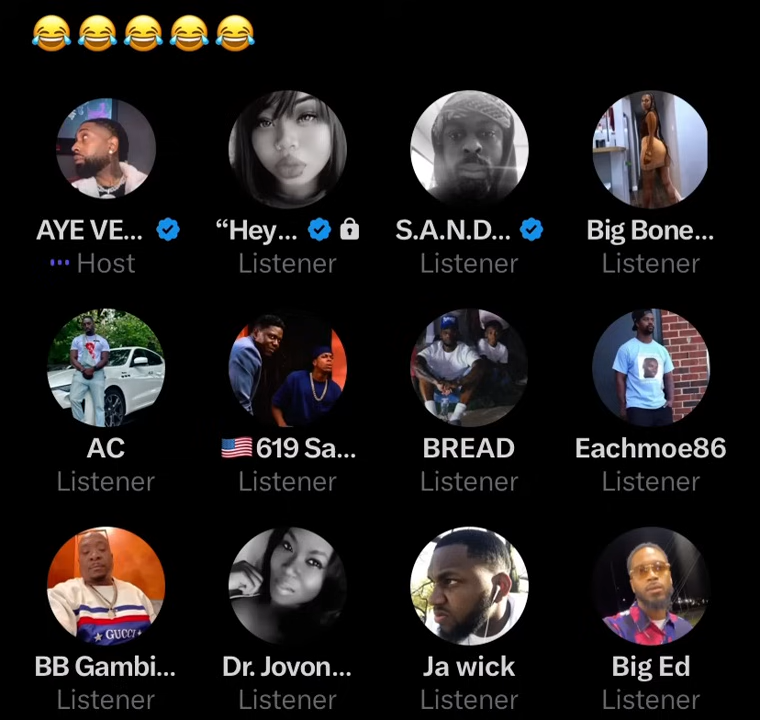 😂😂😂😂😂
AYE VE... “Hey... S.A.N.D... Big Bone...
Host Listener Listener Listener
AC 🇺🇸619 Sa... BREAD Eachmoe86
Listener Listener Listener Listener
GUCCI
BB Gambi... Dr. Jovon... Ja wick Big Ed
Listener Listener Listener Listener